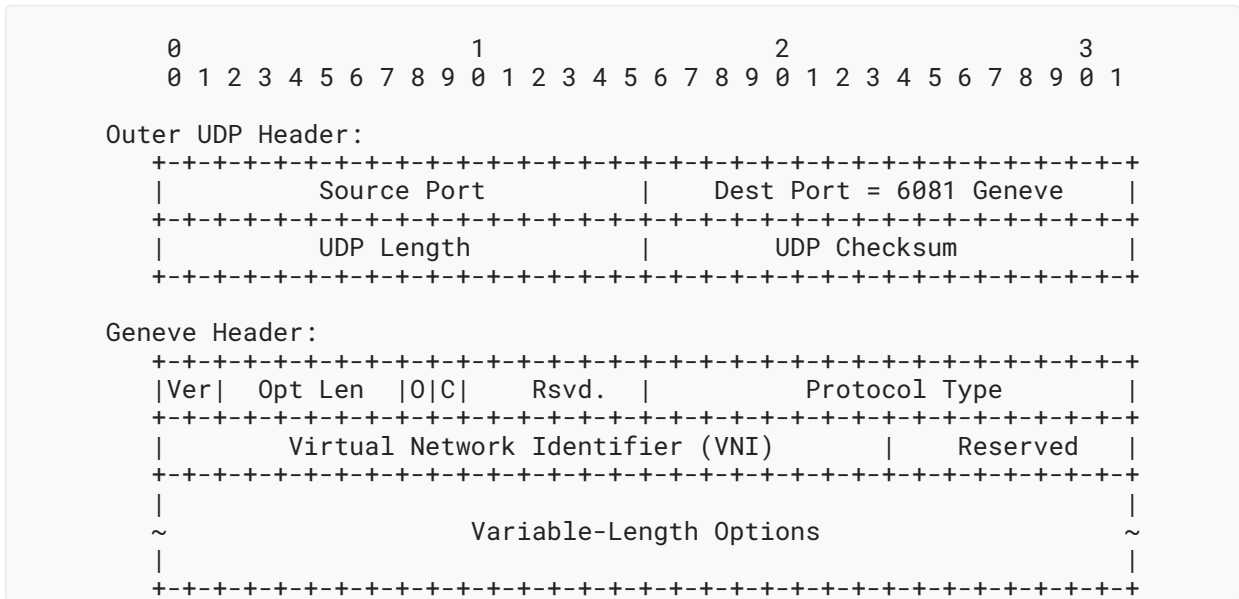 0                   1                   2                   3
    0 1 2 3 4 5 6 7 8 9 0 1 2 3 4 5 6 7 8 9 0 1 2 3 4 5 6 7 8 9 0 1

Outer UDP Header:
   +-+-+-+-+-+-+-+-+-+-+-+-+-+-+-+-+-+-+-+-+-+-+-+-+-+-+-+-+-+-+-+-+
   |          Source Port          |    Dest Port = 6081 Geneve    |
   +-+-+-+-+-+-+-+-+-+-+-+-+-+-+-+-+-+-+-+-+-+-+-+-+-+-+-+-+-+-+-+-+
   |          UDP Length           |        UDP Checksum           |
   +-+-+-+-+-+-+-+-+-+-+-+-+-+-+-+-+-+-+-+-+-+-+-+-+-+-+-+-+-+-+-+-+

Geneve Header:
   +-+-+-+-+-+-+-+-+-+-+-+-+-+-+-+-+-+-+-+-+-+-+-+-+-+-+-+-+-+-+-+-+
   |Ver|  Opt Len  |O|C|    Rsvd.  |          Protocol Type        |
   +-+-+-+-+-+-+-+-+-+-+-+-+-+-+-+-+-+-+-+-+-+-+-+-+-+-+-+-+-+-+-+-+
   |        Virtual Network Identifier (VNI)       |    Reserved   |
   +-+-+-+-+-+-+-+-+-+-+-+-+-+-+-+-+-+-+-+-+-+-+-+-+-+-+-+-+-+-+-+-+
   |                                                               |
   ~                    Variable-Length Options                    ~
   |                                                               |
   +-+-+-+-+-+-+-+-+-+-+-+-+-+-+-+-+-+-+-+-+-+-+-+-+-+-+-+-+-+-+-+-+